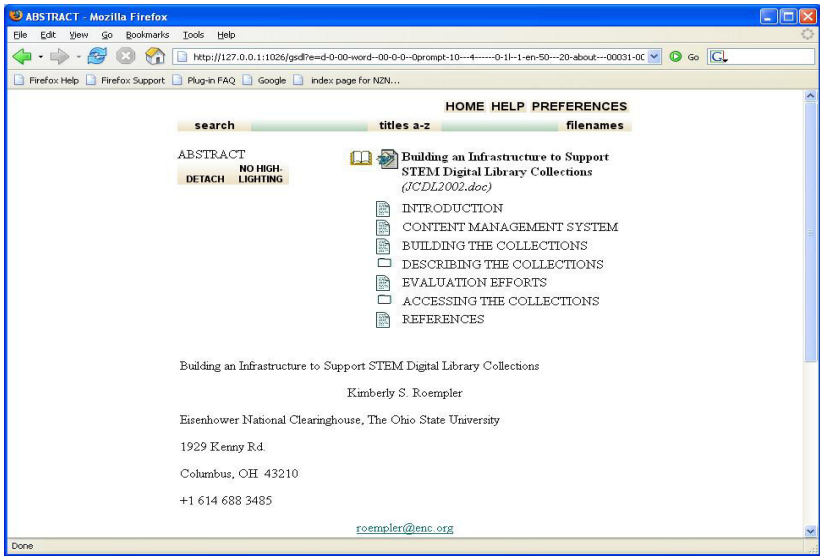 ABSTRACT - Mozilla Firefox
File Edit View Go Bookmarks Tools Help
http://127.0.0.1:1026/gsdl?e=d-0-00-word--00-0-0--0prompt-10---4------0-1l--1-en-50---20-about---00031-00 Go G
Firefox Help Firefox Support Plug-in FAQ Google index page for NZN...
HOME HELP PREFERENCES
search titles a-z filenames
ABSTRACT
DETACH NO HIGH-
LIGHTING
Building an Infrastructure to Support
STEM Digital Library Collections
(JCDL2002.doc)
INTRODUCTION
CONTENT MANAGEMENT SYSTEM
BUILDING THE COLLECTIONS
DESCRIBING THE COLLECTIONS
EVALUATION EFFORTS
ACCESSING THE COLLECTIONS
REFERENCES
Building an Infrastructure to Support STEM Digital Library Collections
Kimberly S. Roempler
Eisenhower National Clearinghouse, The Ohio State University
1929 Kenny Rd.
Columbus, OH 43210
+1 614 688 3485
roempler@enc.org
Done